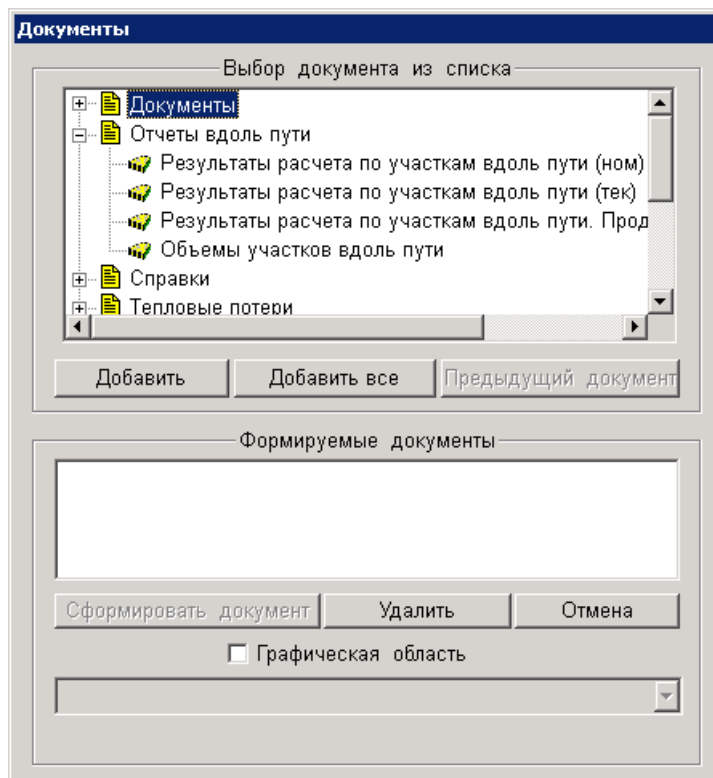 Документы
Выбор документа из списка
Документы
Отчеты вдоль пути
Результаты расчета по участкам вдоль пути (ном)
Результаты расчета по участкам вдоль пути (тек)
Результаты расчета по участкам вдоль пути. Прод
Объемы участков вдоль пути
Справки
Тепловые потери
Добавить Добавить все Предыдущий документ
Формируемые документы
Сформировать документ Удалить Отмена
Графическая область